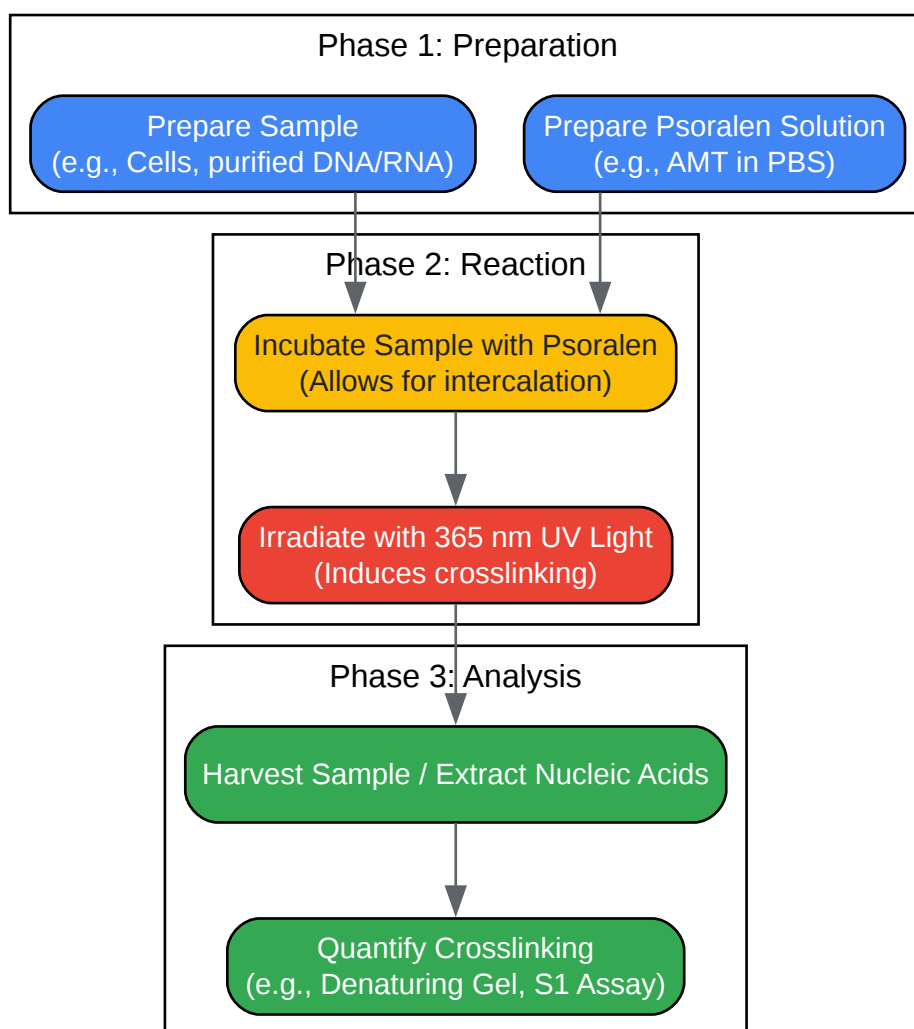 Phase 1: Preparation
Prepare Sample
(e.g., Cells, purified DNA/RNA)
Prepare Psoralen Solution
(e.g., AMT in PBS)
Phase 2: Reaction
Incubate Sample with Psoralen
(Allows for intercalation)
Irradiate with 365 nm UV Light
(Induces crosslinking)
Phase 3: Analysis
Harvest Sample / Extract Nucleic Acids
Quantify Crosslinking
(e.g., Denaturing Gel, S1 Assay)